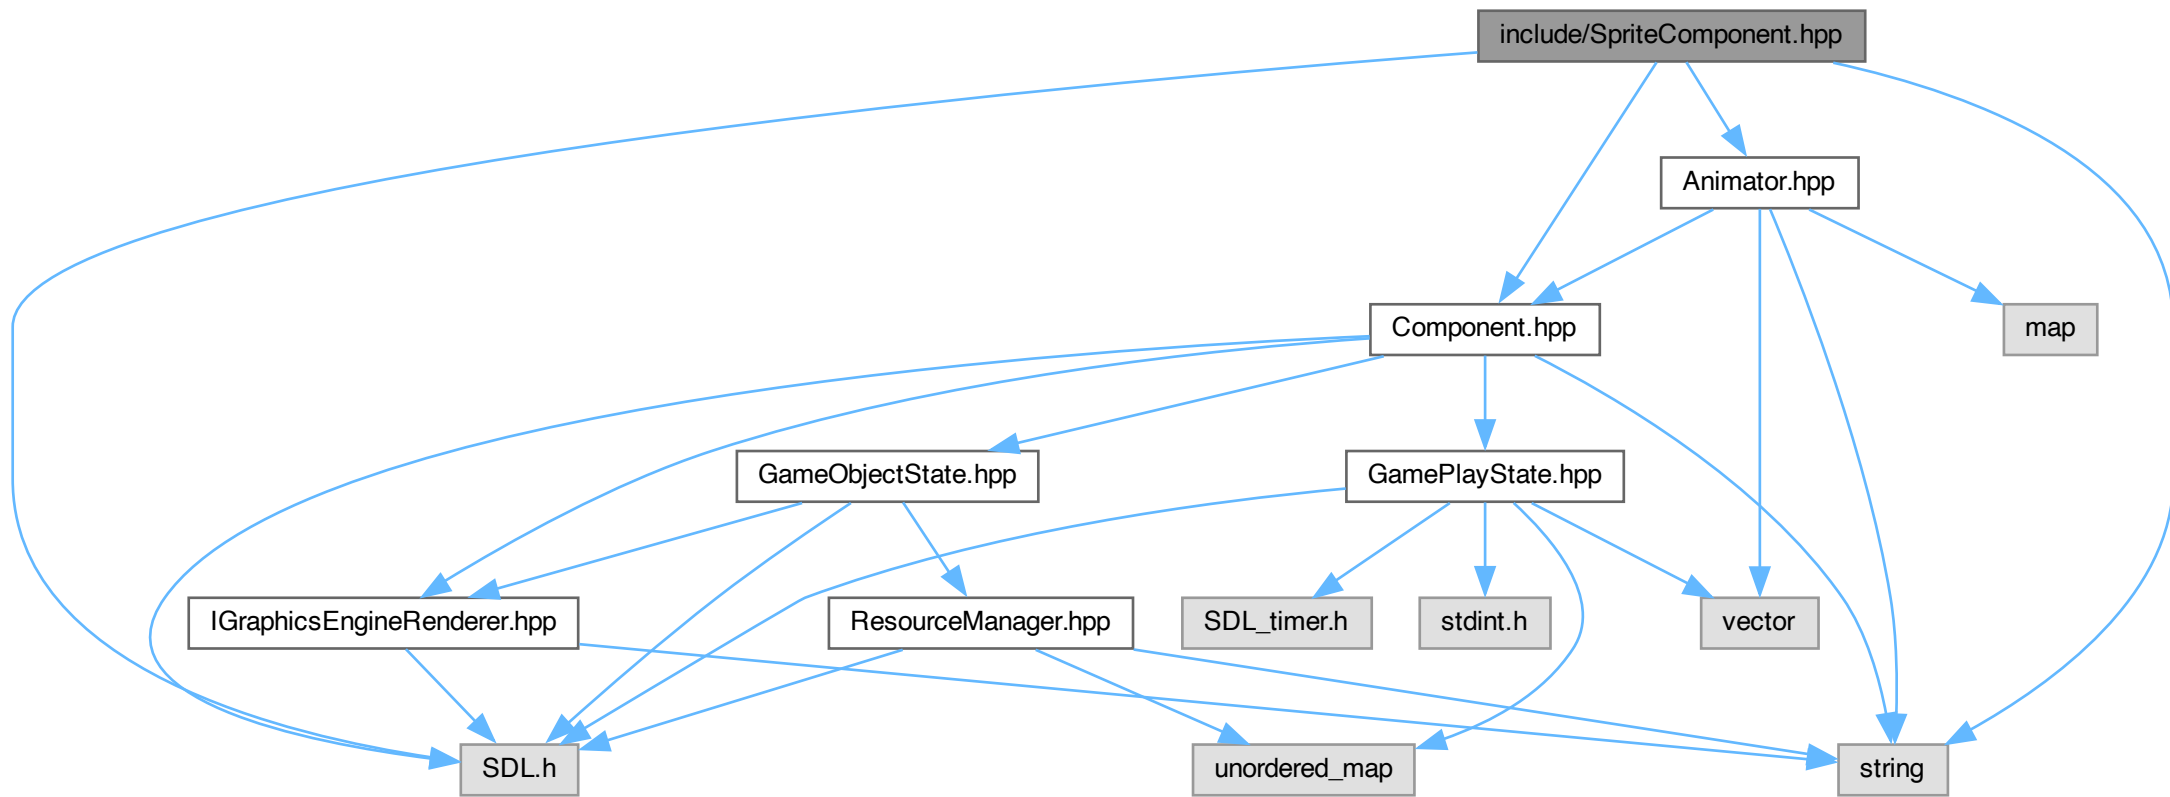 include/SpriteComponent.hpp
Animator.hpp
Component.hpp
map
GameObjectState.hpp
GamePlayState.hpp
IGraphicsEngineRenderer.hpp
ResourceManager.hpp
SDL_timer.h
stdint.h
vector
SDL.h
unordered_map
string